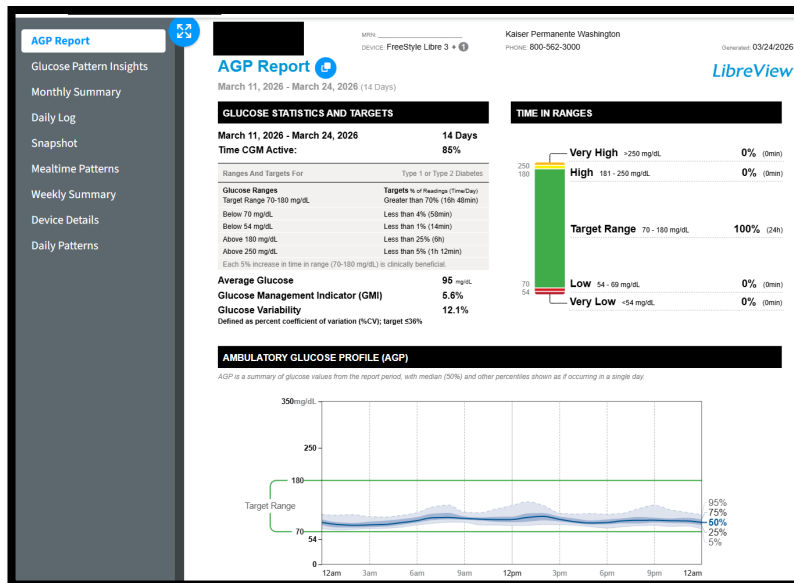 AGP Report
Glucose Pattern Insights
Monthly Summary
Daily Log
Snapshot
Mealtime Patterns
Weekly Summary
Device Details
Daily Patterns
MRN:
DEVICE: FreeStyle Libre 3 + 1
Kaiser Permanente Washington
PHONE: 800-562-3000
Generated: 03/24/2026
AGP Report
LibreView
March 11, 2026 - March 24, 2026 (14 Days)
GLUCOSE STATISTICS AND TARGETS
March 11, 2026 - March 24, 2026 14 Days
Time CGM Active: 85%
Ranges And Targets For Type 1 or Type 2 Diabetes
Glucose Ranges Targets % of Readings (Time/Day)
Target Range 70-180 mg/dL Greater than 70% (16h 48min)
Below 70 mg/dL Less than 4% (58min)
Below 54 mg/dL Less than 1% (14min)
Above 180 mg/dL Less than 25% (6h)
Above 250 mg/dL Less than 5% (1h 12min)
Each 5% increase in time in range (70-180 mg/dL) is clinically beneficial.
Average Glucose 95 mg/dL
Glucose Management Indicator (GMI) 5.6%
Glucose Variability 12.1%
Defined as percent coefficient of variation (%CV); target ≤36%
TIME IN RANGES
Very High >250 mg/dL 0% (0min)
250
180
High 181 - 250 mg/dL 0% (0min)
Target Range 70 - 180 mg/dL 100% (24h)
70
54
Low 54 - 69 mg/dL 0% (0min)
Very Low <54 mg/dL 0% (0min)
AMBULATORY GLUCOSE PROFILE (AGP)
AGP is a summary of glucose values from the report period, with median (50%) and other percentiles shown as if occurring in a single day.
350mg/dL
250
180
Target Range
70
54
0
95%
75%
50%
25%
5%
12am 3am 6am 9am 12pm 3pm 6pm 9pm 12am